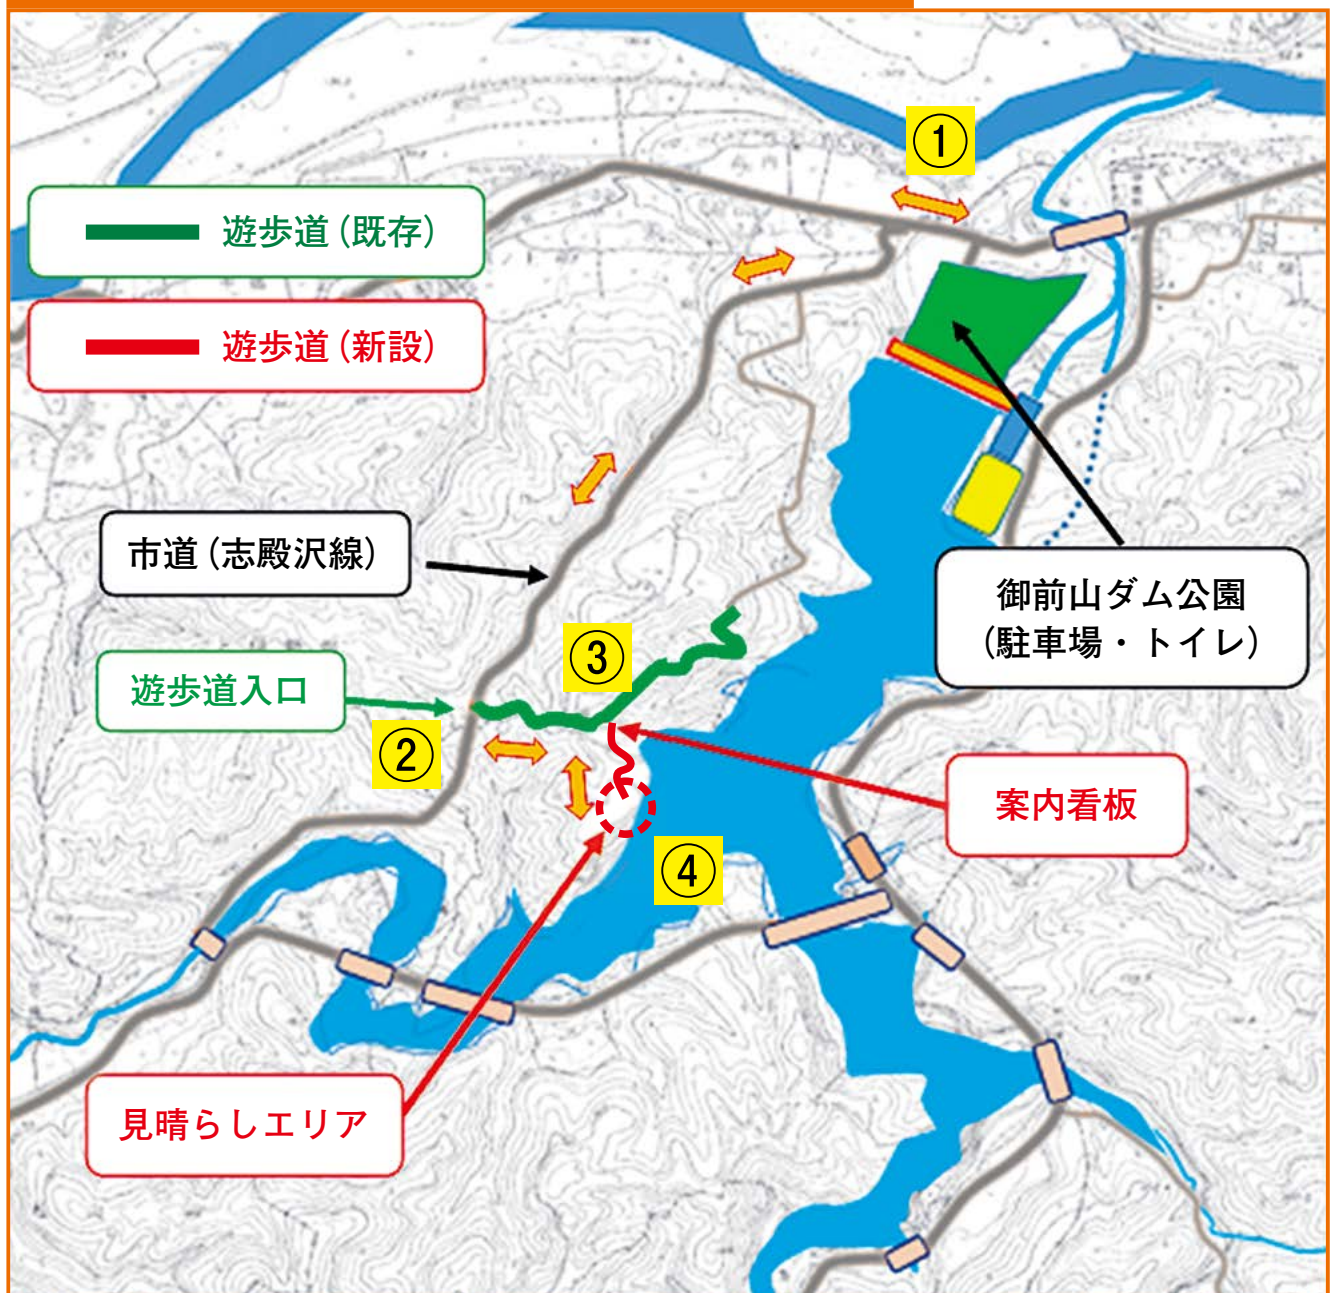 ①
遊歩道(既存)
遊歩道(新設)
市道(志殿沢線)
御前山ダム公園
(駐車場・トイレ)
③
遊歩道入口
②
案内看板
④
見晴らしエリア